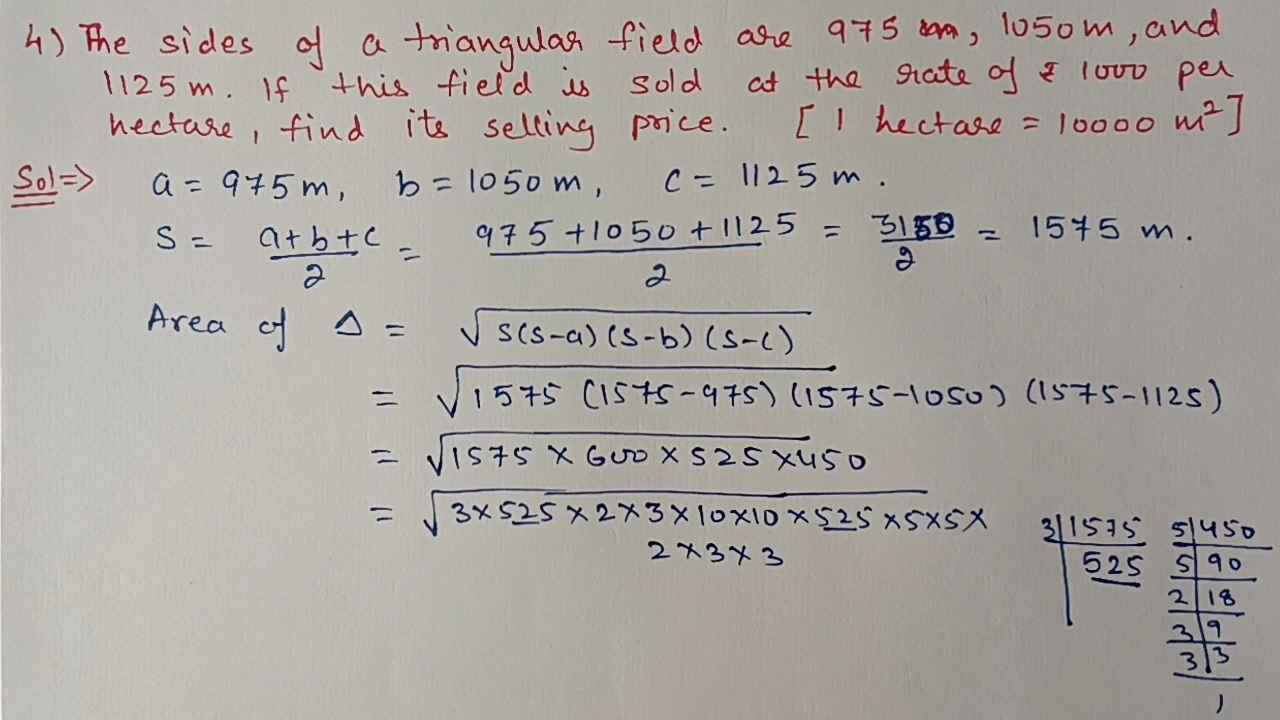 4) The sides of a triangular field are 975 m, 1050m, and
1125 m. If this field is sold at the rate of ₹ 1000 per
hectare, find its selling price. [1 hectare = 10000 m²]
Sol⇒ a = 975m, b = 1050 m, c = 1125 m.
S = a+b+c/2 = 975+1050+1125/2 = 3150/2 = 1575 m.
Area of Δ = √s(s-a)(s-b)(s-c)
= √1575 (1575-975)(1575-1050)(1575-1125)
= √1575 × 600 × 525 × 450
= √3×525×2×3×10×10×525×5×5×
2×3×3
3|1575 5|450
525 5|90
2|18
3|9
3|3
1